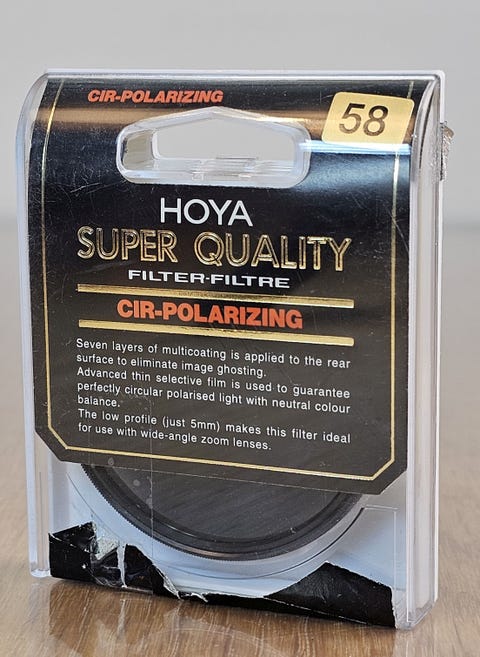 CIR-POLARIZING
58
HOYA
SUPER QUALITY
FILTER-FILTRE
CIR-POLARIZING
Seven layers of multicoating is applied to the rear
surface to eliminate image ghosting.
Advanced thin selective film is used to guarantee
perfectly circular polarised light with neutral colour
balance.
The low profile (just 5mm) makes this filter ideal
for use with wide-angle zoom lenses.